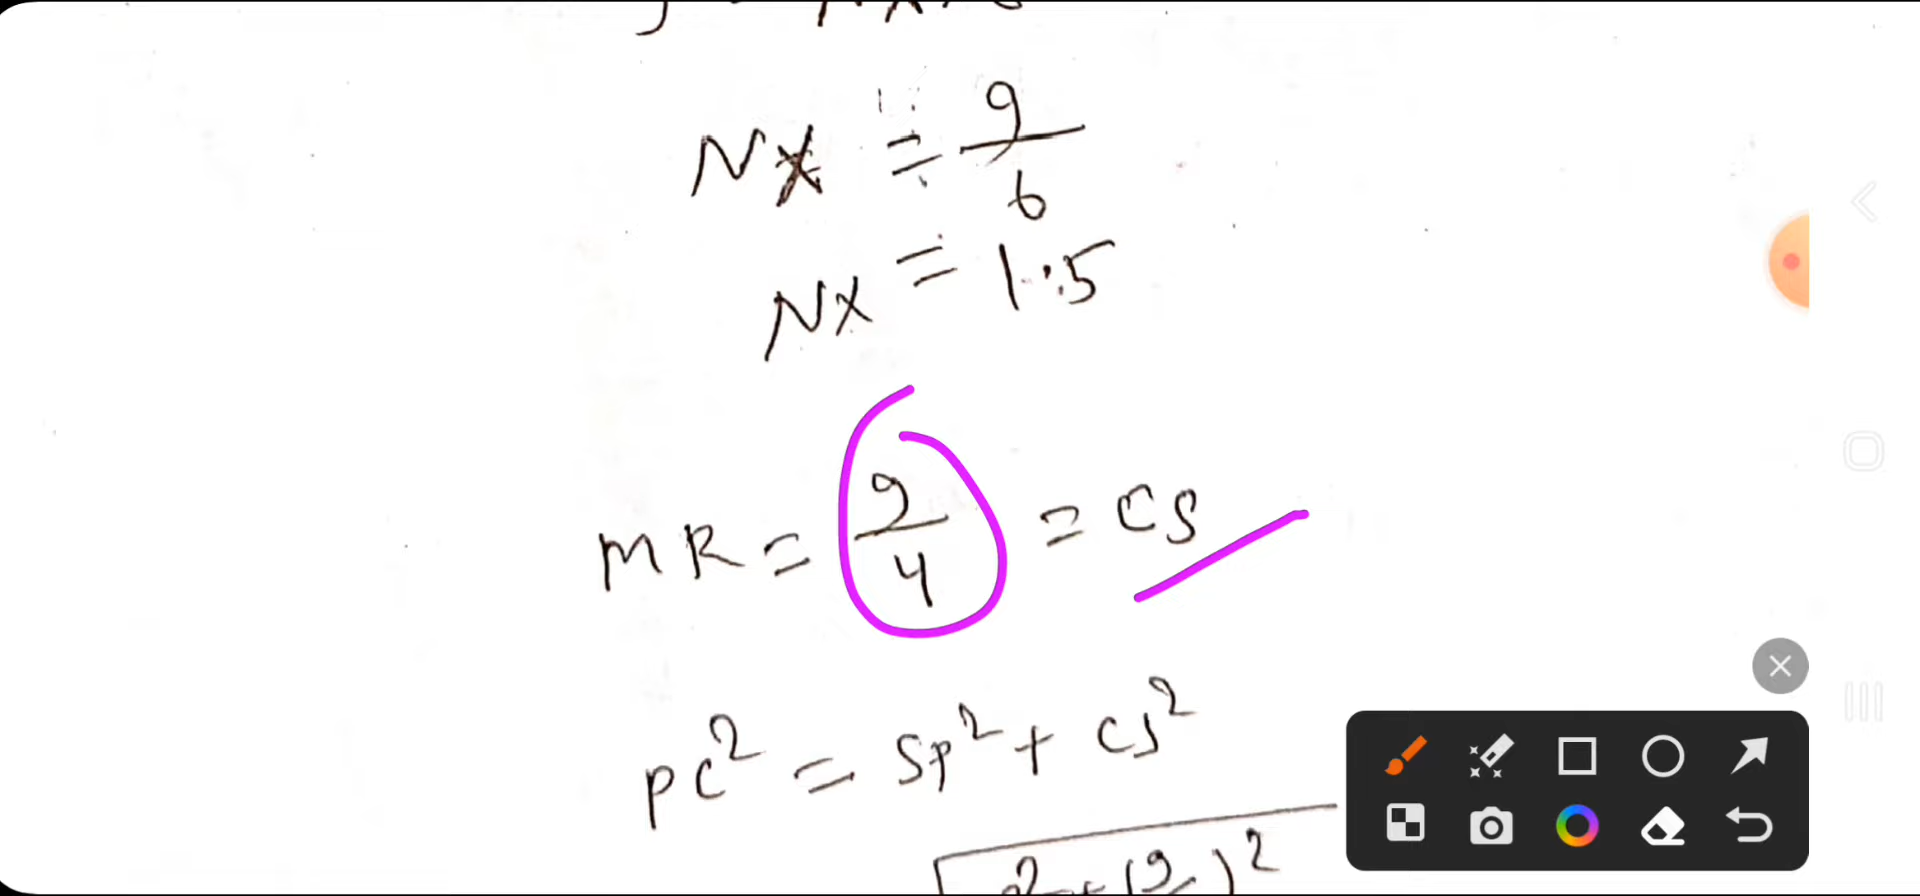 NX = 9/6
NX = 1.5
MR = 9/4 = CS
PC² = SP² + CS²